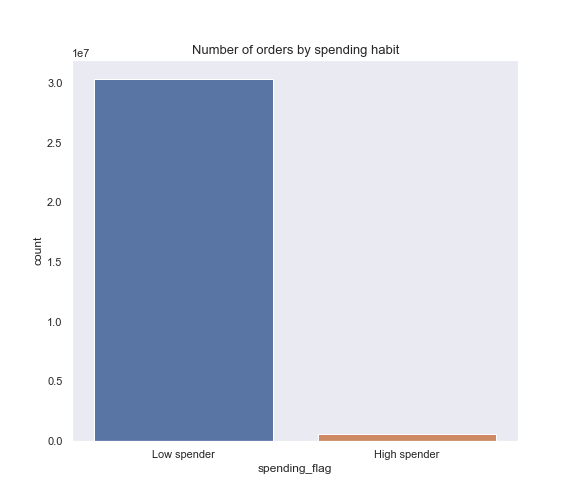 Number of orders by spending habit
1e7
3.0
2.5
2.0
1.5
1.0
0.5
0.0
count
Low spender
High spender
spending_flag